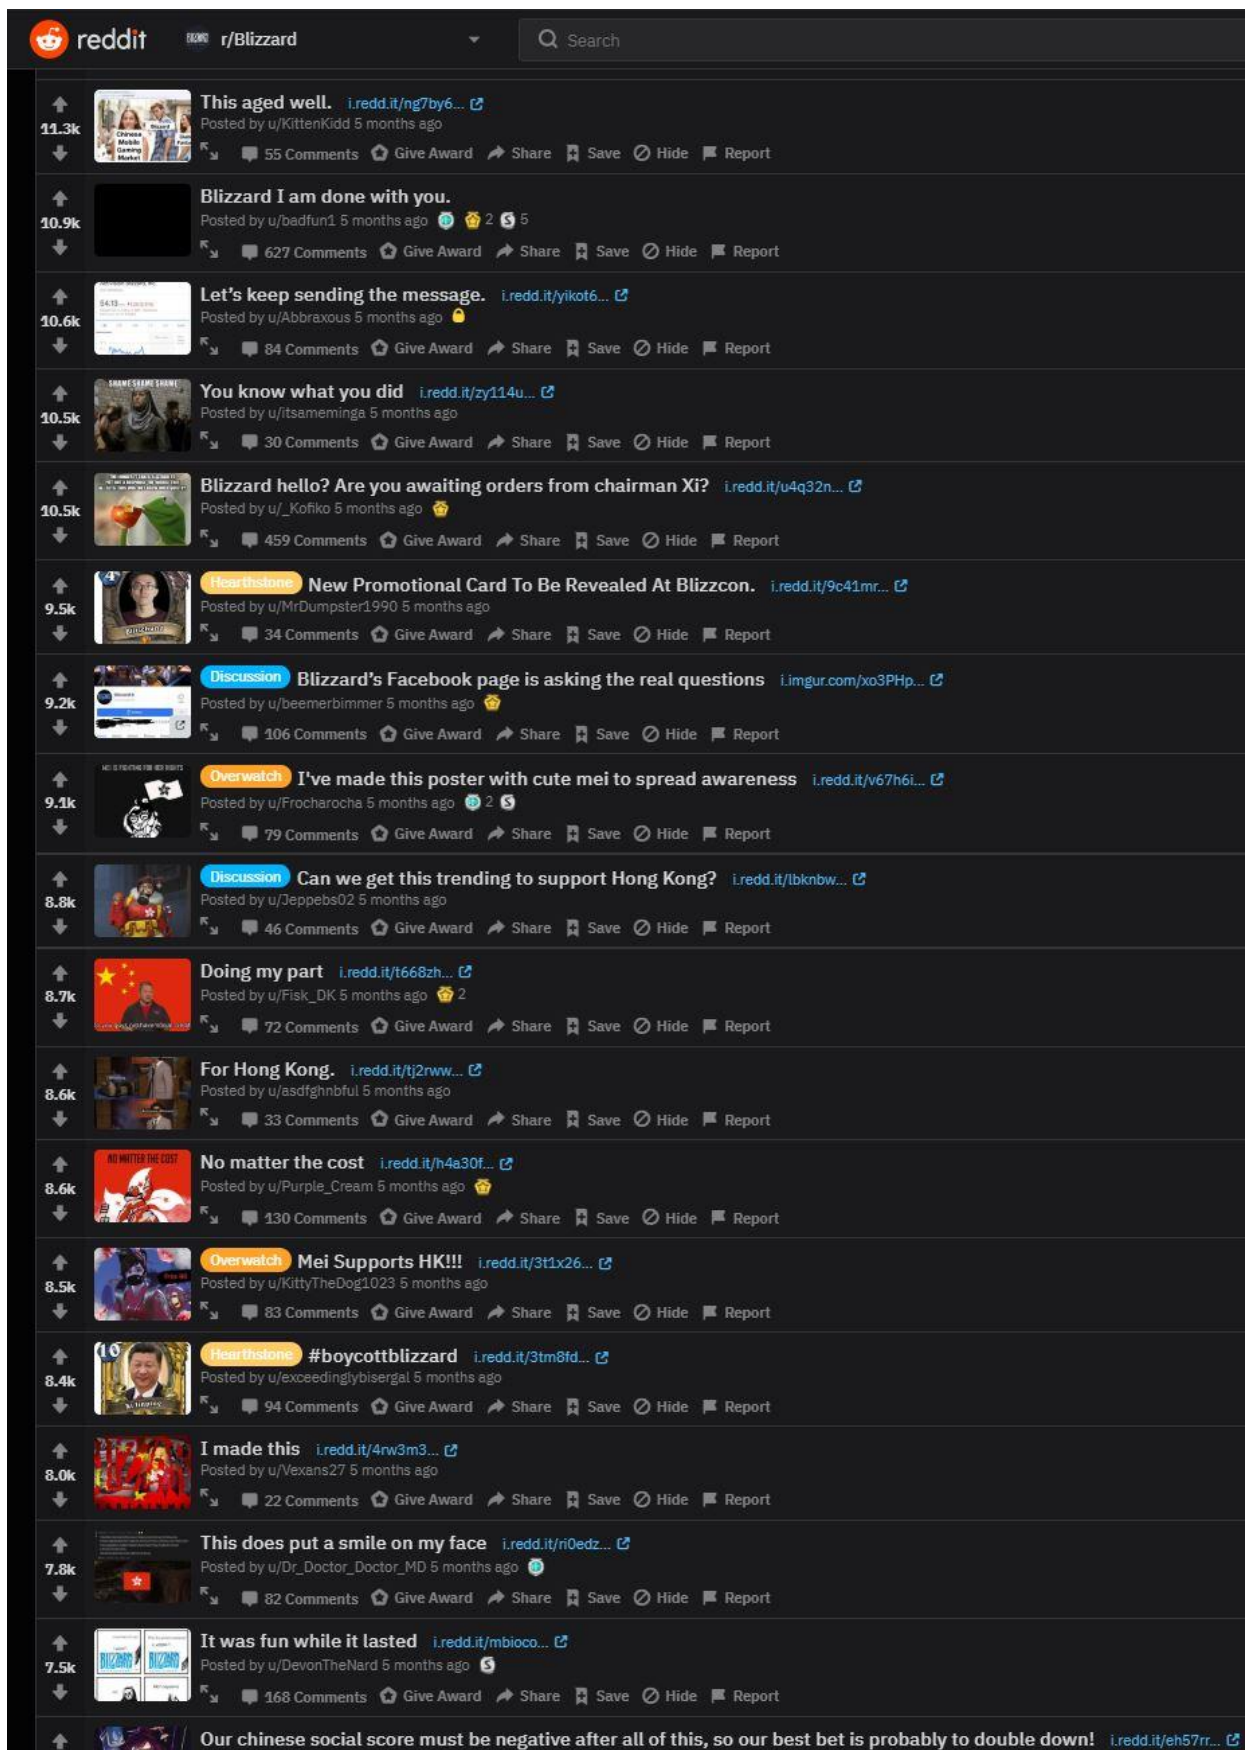 reddit
r/Blizzard
Search
11.3k
Chinese Mobile Gaming Market
This aged well. i.redd.it/ng7by6...
Posted by u/KittenKidd 5 months ago
55 Comments Give Award Share Save Hide Report
10.9k
Blizzard I am done with you.
Posted by u/badfun1 5 months ago 2 5
627 Comments Give Award Share Save Hide Report
10.6k
Let's keep sending the message. i.redd.it/yikot6...
Posted by u/Abbraxous 5 months ago
84 Comments Give Award Share Save Hide Report
10.5k
SHAME SHAME SHAME
You know what you did i.redd.it/zy114u...
Posted by u/itsameminga 5 months ago
30 Comments Give Award Share Save Hide Report
10.5k
Blizzard hello? Are you awaiting orders from chairman Xi? i.redd.it/u4q32n...
Posted by u/_Kofiko 5 months ago
459 Comments Give Award Share Save Hide Report
9.5k
Hearthstone New Promotional Card To Be Revealed At Blizzcon. i.redd.it/9c41mr...
Posted by u/MrDumpster1990 5 months ago
34 Comments Give Award Share Save Hide Report
9.2k
Discussion Blizzard's Facebook page is asking the real questions i.imgur.com/xo3PHp...
Posted by u/beemerbimmer 5 months ago
106 Comments Give Award Share Save Hide Report
9.1k
MEI IS FIGHTING FOR HER RIGHTS
Overwatch I've made this poster with cute mei to spread awareness i.redd.it/v67h6i...
Posted by u/Frocharocha 5 months ago 2
79 Comments Give Award Share Save Hide Report
8.8k
Discussion Can we get this trending to support Hong Kong? i.redd.it/lbknbw...
Posted by u/Jeppebs02 5 months ago
46 Comments Give Award Share Save Hide Report
8.7k
Doing my part i.redd.it/t668zh...
Posted by u/Fisk_DK 5 months ago 2
72 Comments Give Award Share Save Hide Report
8.6k
For Hong Kong. i.redd.it/tj2rww...
Posted by u/asdfghnbful 5 months ago
33 Comments Give Award Share Save Hide Report
8.6k
NO MATTER THE COST
No matter the cost i.redd.it/h4a30f...
Posted by u/Purple_Cream 5 months ago
130 Comments Give Award Share Save Hide Report
8.5k
Overwatch Mei Supports HK!!! i.redd.it/3t1x26...
Posted by u/KittyTheDog1023 5 months ago
83 Comments Give Award Share Save Hide Report
8.4k
10
Hearthstone #boycottblizzard i.redd.it/3tm8fd...
Posted by u/exceedinglybisergal 5 months ago
94 Comments Give Award Share Save Hide Report
8.0k
I made this i.redd.it/4rw3m3...
Posted by u/Vexans27 5 months ago
22 Comments Give Award Share Save Hide Report
7.8k
This does put a smile on my face i.redd.it/ri0edz...
Posted by u/Dr_Doctor_Doctor_MD 5 months ago
82 Comments Give Award Share Save Hide Report
7.5k
BLIZZARD BLIZZARD
It was fun while it lasted i.redd.it/mbioco...
Posted by u/DevonTheNard 5 months ago
168 Comments Give Award Share Save Hide Report
Our chinese social score must be negative after all of this, so our best bet is probably to double down! i.redd.it/eh57rr...